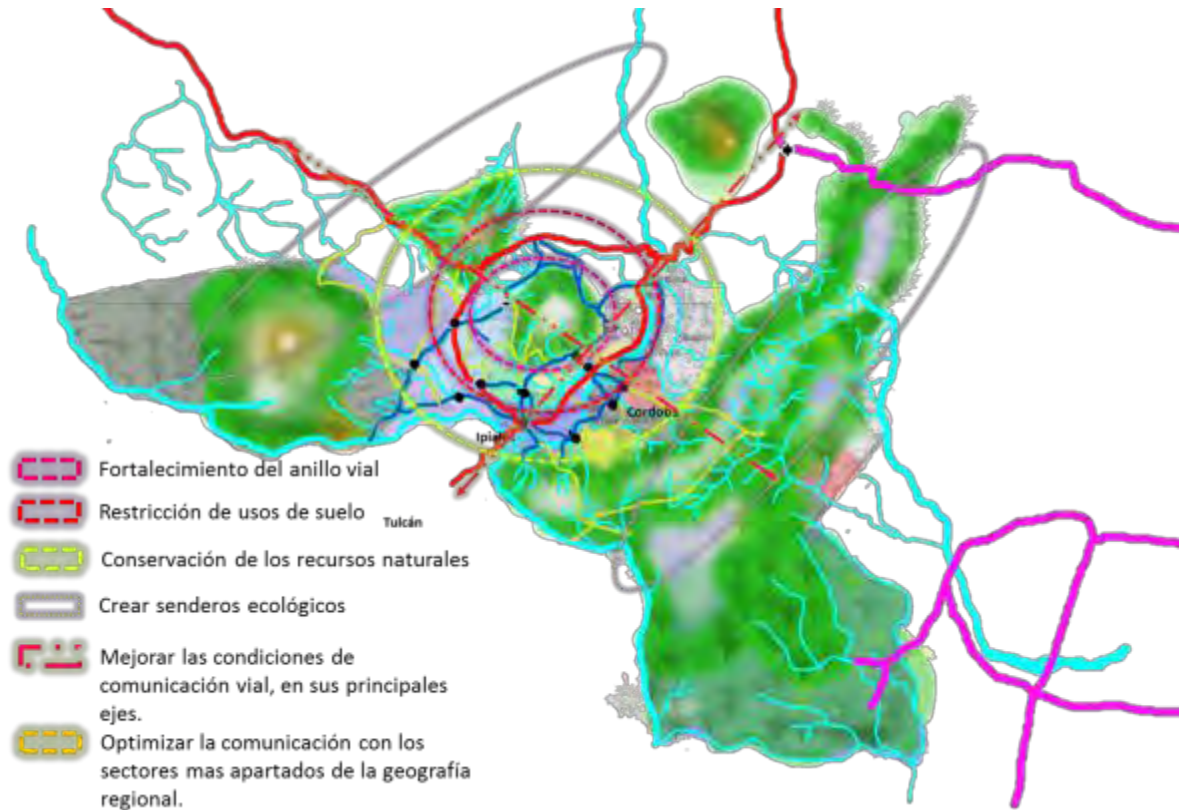 Cordoba
Tulcán
Fortalecimiento del anillo vial
Restricción de usos de suelo
Conservación de los recursos naturales
Crear senderos ecológicos
Mejorar las condiciones de
comunicación vial, en sus principales
ejes.
Optimizar la comunicación con los
sectores mas apartados de la geografía
regional.